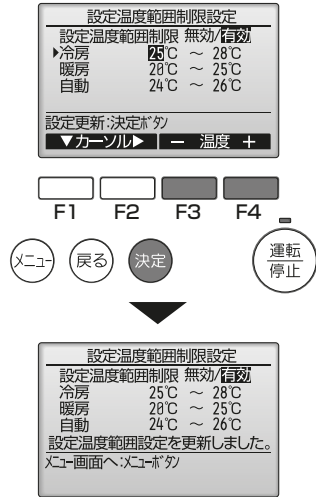 設定温度範囲制限設定
設定温度範囲制限 無効/有効
▶冷房 25℃ ～ 28℃
暖房 20℃ ～ 25℃
自動 24℃ ～ 26℃
設定更新:決定ボタン
▼カーソル▶ － 温度 ＋
F1 F2 F3 F4
メニュー 戻る 決定 運転
停止
設定温度範囲制限設定
設定温度範囲制限 無効/有効
冷房 25℃ ～ 28℃
暖房 20℃ ～ 25℃
自動 24℃ ～ 26℃
設定温度範囲設定を更新しました。
メニュー画面へ:メニューボタン